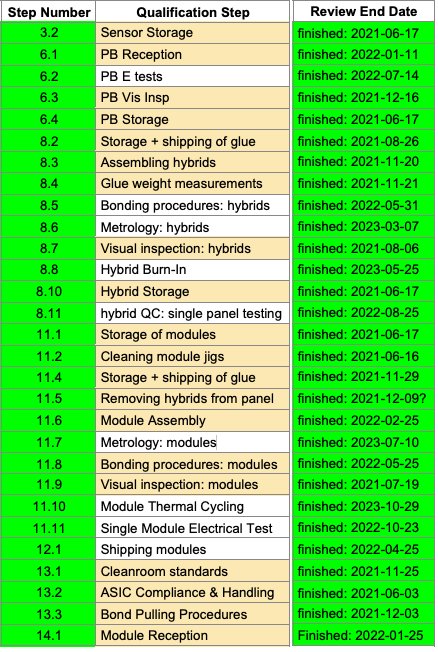 Step Number Qualification Step Review End Date
3.2 Sensor Storage finished: 2021-06-17
6.1 PB Reception finished: 2022-01-11
6.2 PB E tests finished: 2022-07-14
6.3 PB Vis Insp finished: 2021-12-16
6.4 PB Storage finished: 2021-06-17
8.2 Storage + shipping of glue finished: 2021-08-26
8.3 Assembling hybrids finished: 2021-11-20
8.4 Glue weight measurements finished: 2021-11-21
8.5 Bonding procedures: hybrids finished: 2022-05-31
8.6 Metrology: hybrids finished: 2023-03-07
8.7 Visual inspection: hybrids finished: 2021-08-06
8.8 Hybrid Burn-In finished: 2023-05-25
8.10 Hybrid Storage finished: 2021-06-17
8.11 hybrid QC: single panel testing finished: 2022-08-25
11.1 Storage of modules finished: 2021-06-17
11.2 Cleaning module jigs finished: 2021-06-16
11.4 Storage + shipping of glue finished: 2021-11-29
11.5 Removing hybrids from panel finished: 2021-12-09?
11.6 Module Assembly finished: 2022-02-25
11.7 Metrology: modules finished: 2023-07-10
11.8 Bonding procedures: modules finished: 2022-05-25
11.9 Visual inspection: modules finished: 2021-07-19
11.10 Module Thermal Cycling finished: 2023-10-29
11.11 Single Module Electrical Test finished: 2022-10-23
12.1 Shipping modules finished: 2022-04-25
13.1 Cleanroom standards finished: 2021-11-25
13.2 ASIC Compliance & Handling finished: 2021-06-03
13.3 Bond Pulling Procedures finished: 2021-12-03
14.1 Module Reception Finished: 2022-01-25